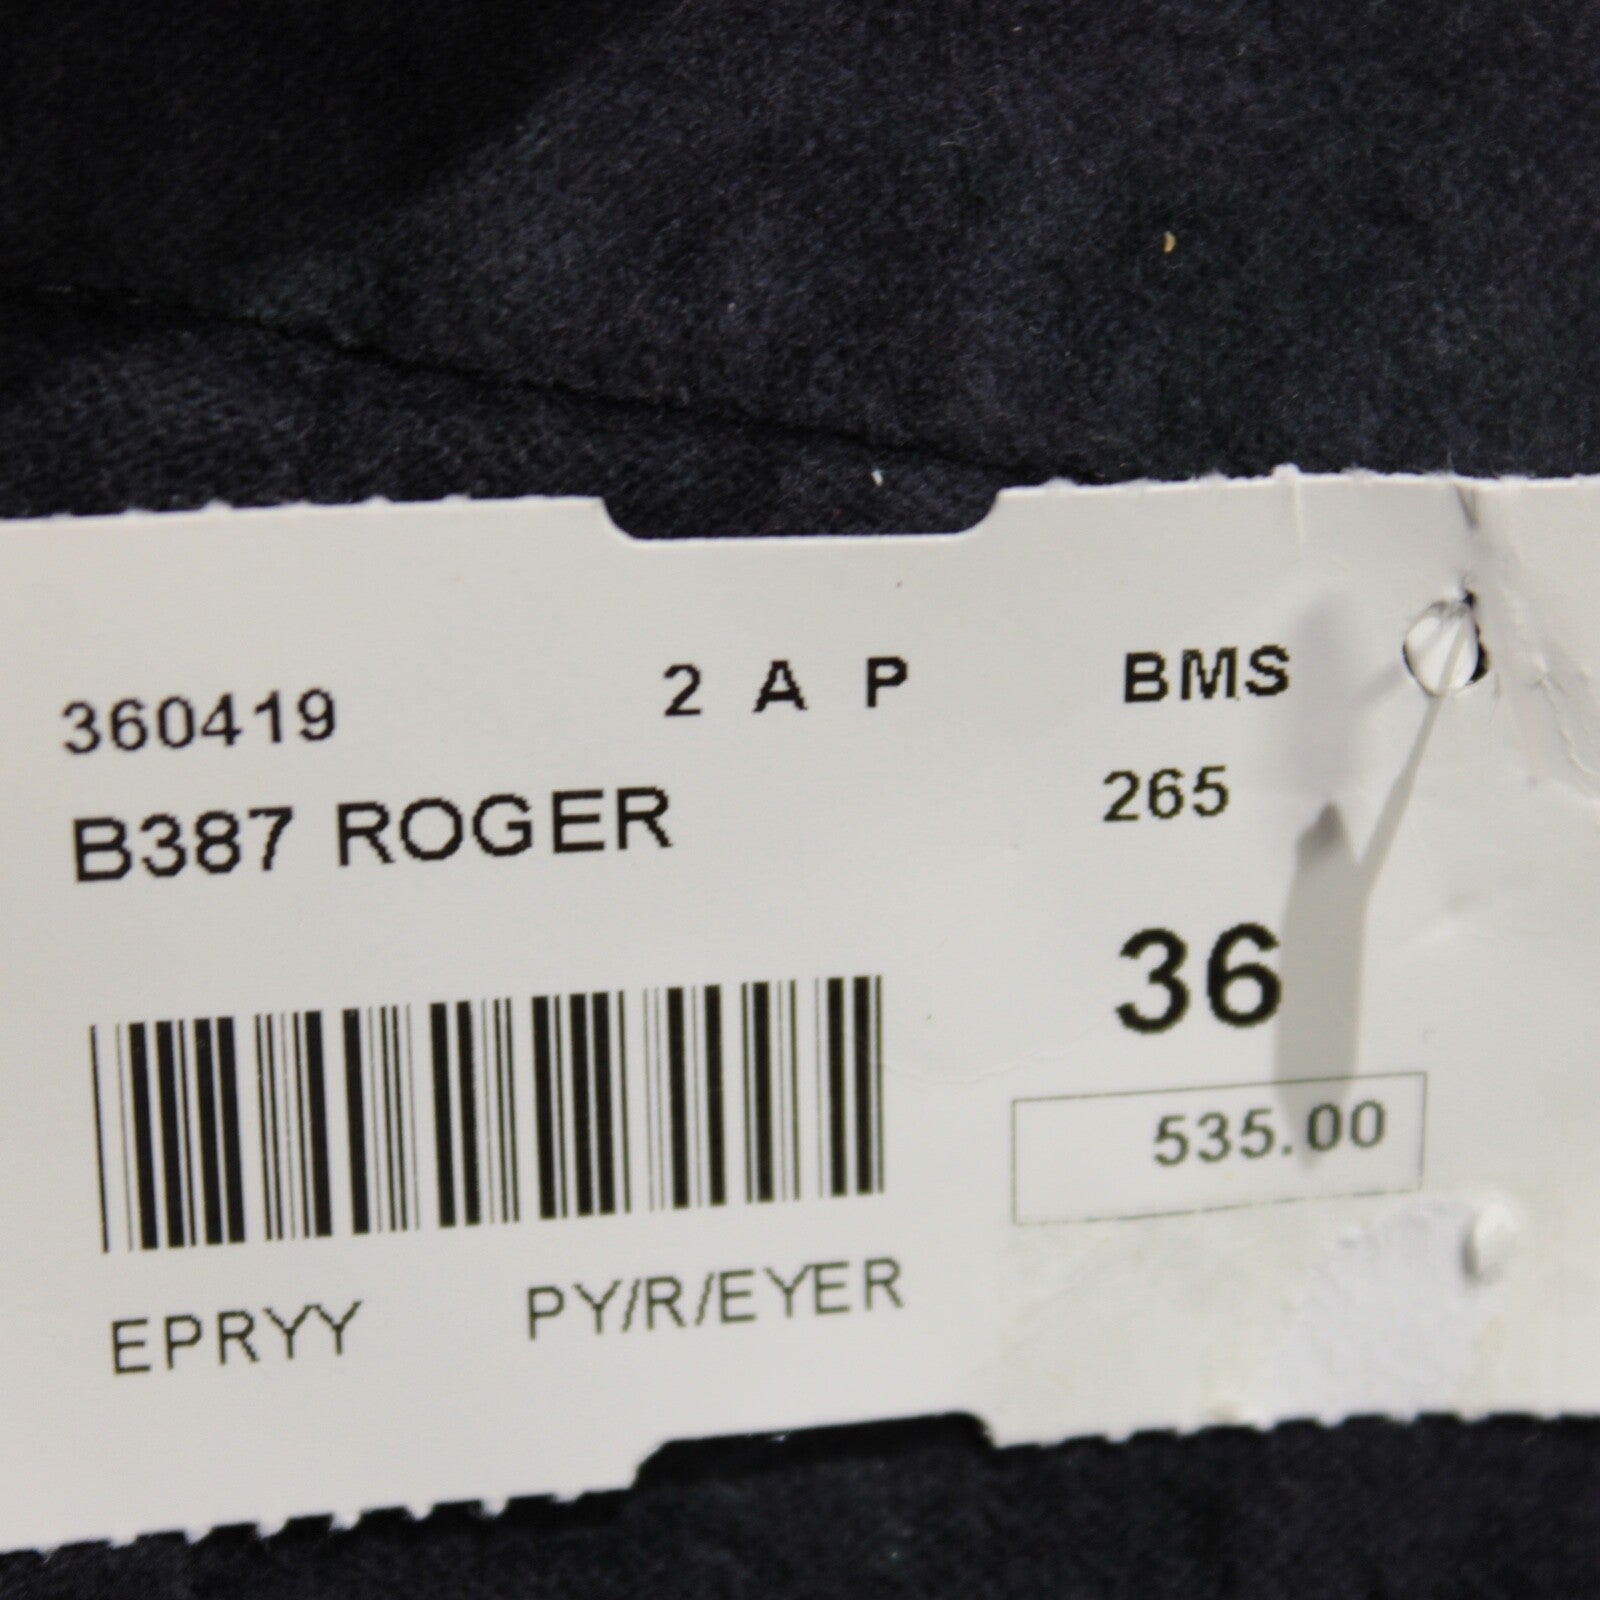 360419 2 A P BMS
B387 ROGER 265
36
535.00
EPRYY PY/R/EYER